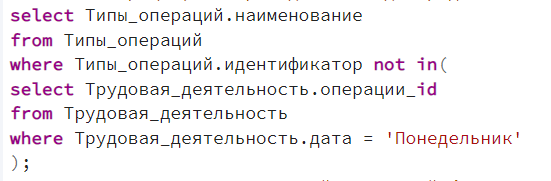 select Типы_операций.наименование
from Типы_операций
where Типы_операций.идентификатор not in(
select Трудовая_деятельность.операции_id
from Трудовая_деятельность
where Трудовая_деятельность.дата = 'Понедельник'
);